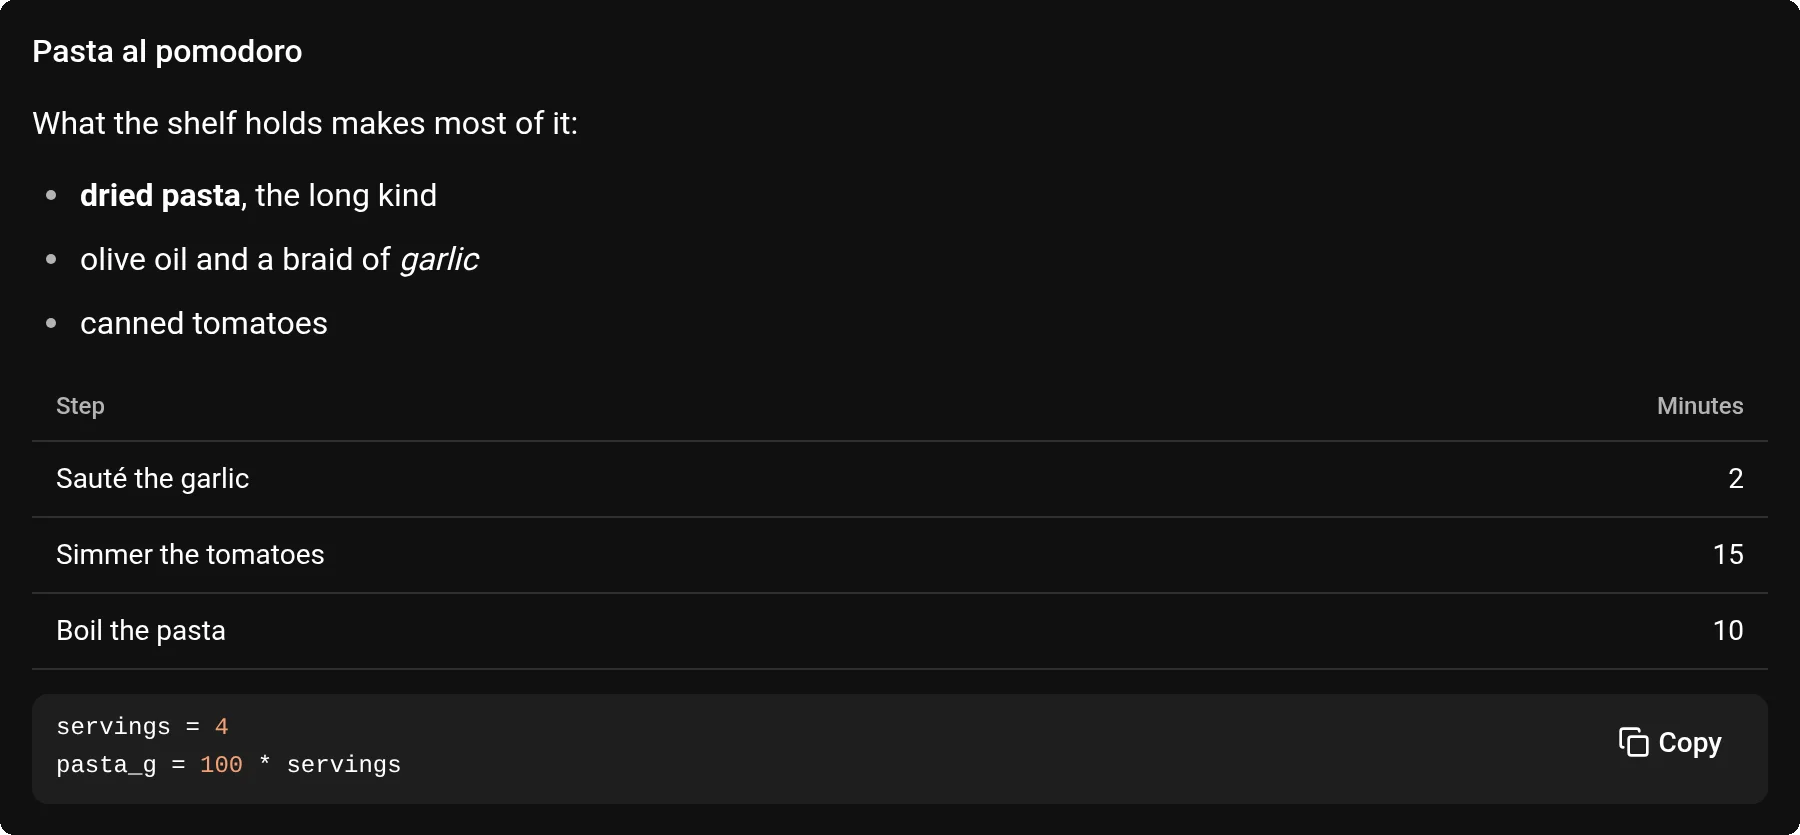 Pasta al pomodoro
What the shelf holds makes most of it:
dried pasta, the long kind
olive oil and a braid of garlic
canned tomatoes
Step Minutes
Sauté the garlic 2
Simmer the tomatoes 15
Boil the pasta 10
servings = 4
pasta_g = 100 * servings
Copy